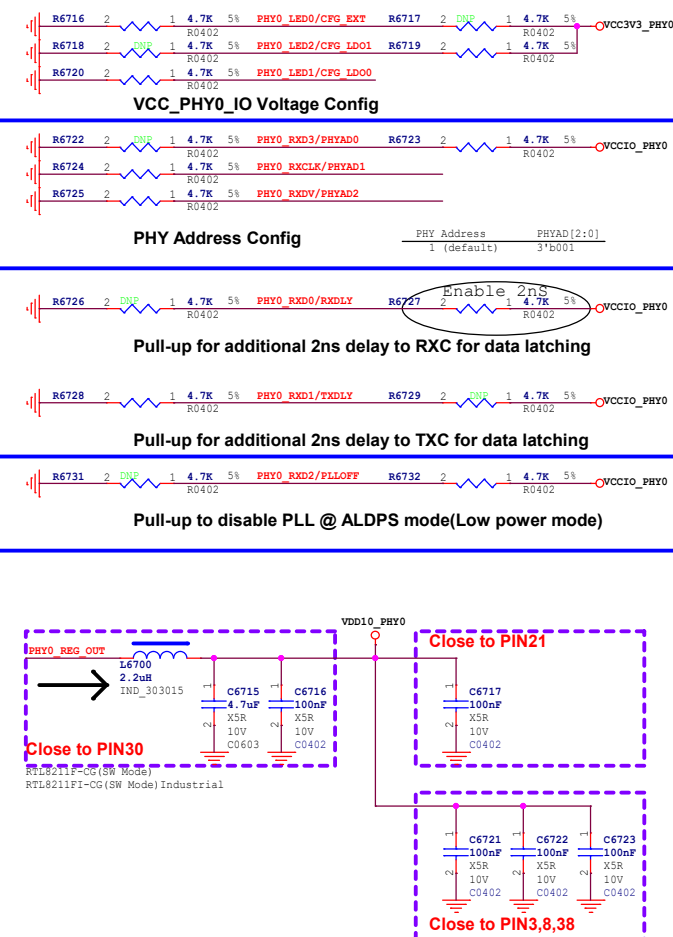 R6716 2 1 4.7K 5% PHY0_LED0/CFG_EXT R6717 2 DNP 1 4.7K 5% VCC3V3_PHY0
R0402 R0402
R6718 2 DNP 1 4.7K 5% PHY0_LED2/CFG_LDO1 R6719 2 1 4.7K 5%
R0402 R0402
R6720 2 1 4.7K 5% PHY0_LED1/CFG_LDO0
R0402
VCC_PHY0_IO Voltage Config
R6722 2 DNP 1 4.7K 5% PHY0_RXD3/PHYAD0 R6723 2 1 4.7K 5% VCCIO_PHY0
R0402 R0402
R6724 2 1 4.7K 5% PHY0_RXCLK/PHYAD1
R0402
R6725 2 1 4.7K 5% PHY0_RXDV/PHYAD2
R0402
PHY Address Config
PHY Address PHYAD[2:0]
1 (default) 3'b001
Enable 2nS
R6726 2 DNP 1 4.7K 5% PHY0_RXD0/RXDLY R6727 2 1 4.7K 5% VCCIO_PHY0
R0402 R0402
Pull-up for additional 2ns delay to RXC for data latching
R6728 2 1 4.7K 5% PHY0_RXD1/TXDLY R6729 2 DNP 1 4.7K 5% VCCIO_PHY0
R0402 R0402
Pull-up for additional 2ns delay to TXC for data latching
R6731 2 DNP 1 4.7K 5% PHY0_RXD2/PLLOFF R6732 2 1 4.7K 5% VCCIO_PHY0
R0402 R0402
Pull-up to disable PLL @ ALDPS mode(Low power mode)
VDD10_PHY0
PHY0_REG_OUT
L6700
2.2uH
IND_303015
1 C6715 2
4.7uF
X5R
10V
C0603
1 C6716 2
100nF
X5R
10V
C0402
Close to PIN30
RTL8211F-CG(SW Mode)
RTL8211FI-CG(SW Mode)Industrial
Close to PIN21
1 C6717 2
100nF
X5R
10V
C0402
1 C6721 2
100nF
X5R
10V
C0402
1 C6722 2
100nF
X5R
10V
C0402
1 C6723 2
100nF
X5R
10V
C0402
Close to PIN3,8,38